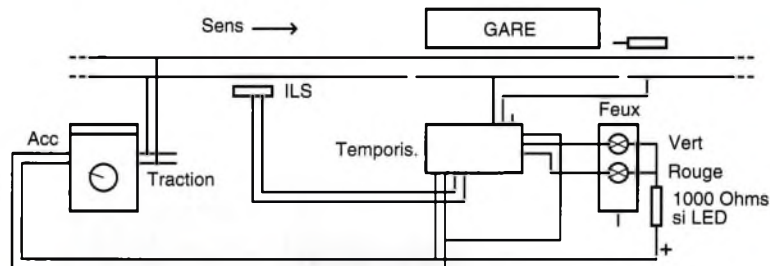 Sens
GARE
ILS
Feux
Acc
Temporis.
Vert
Traction
Rouge
1000 Ohms
si LED
+